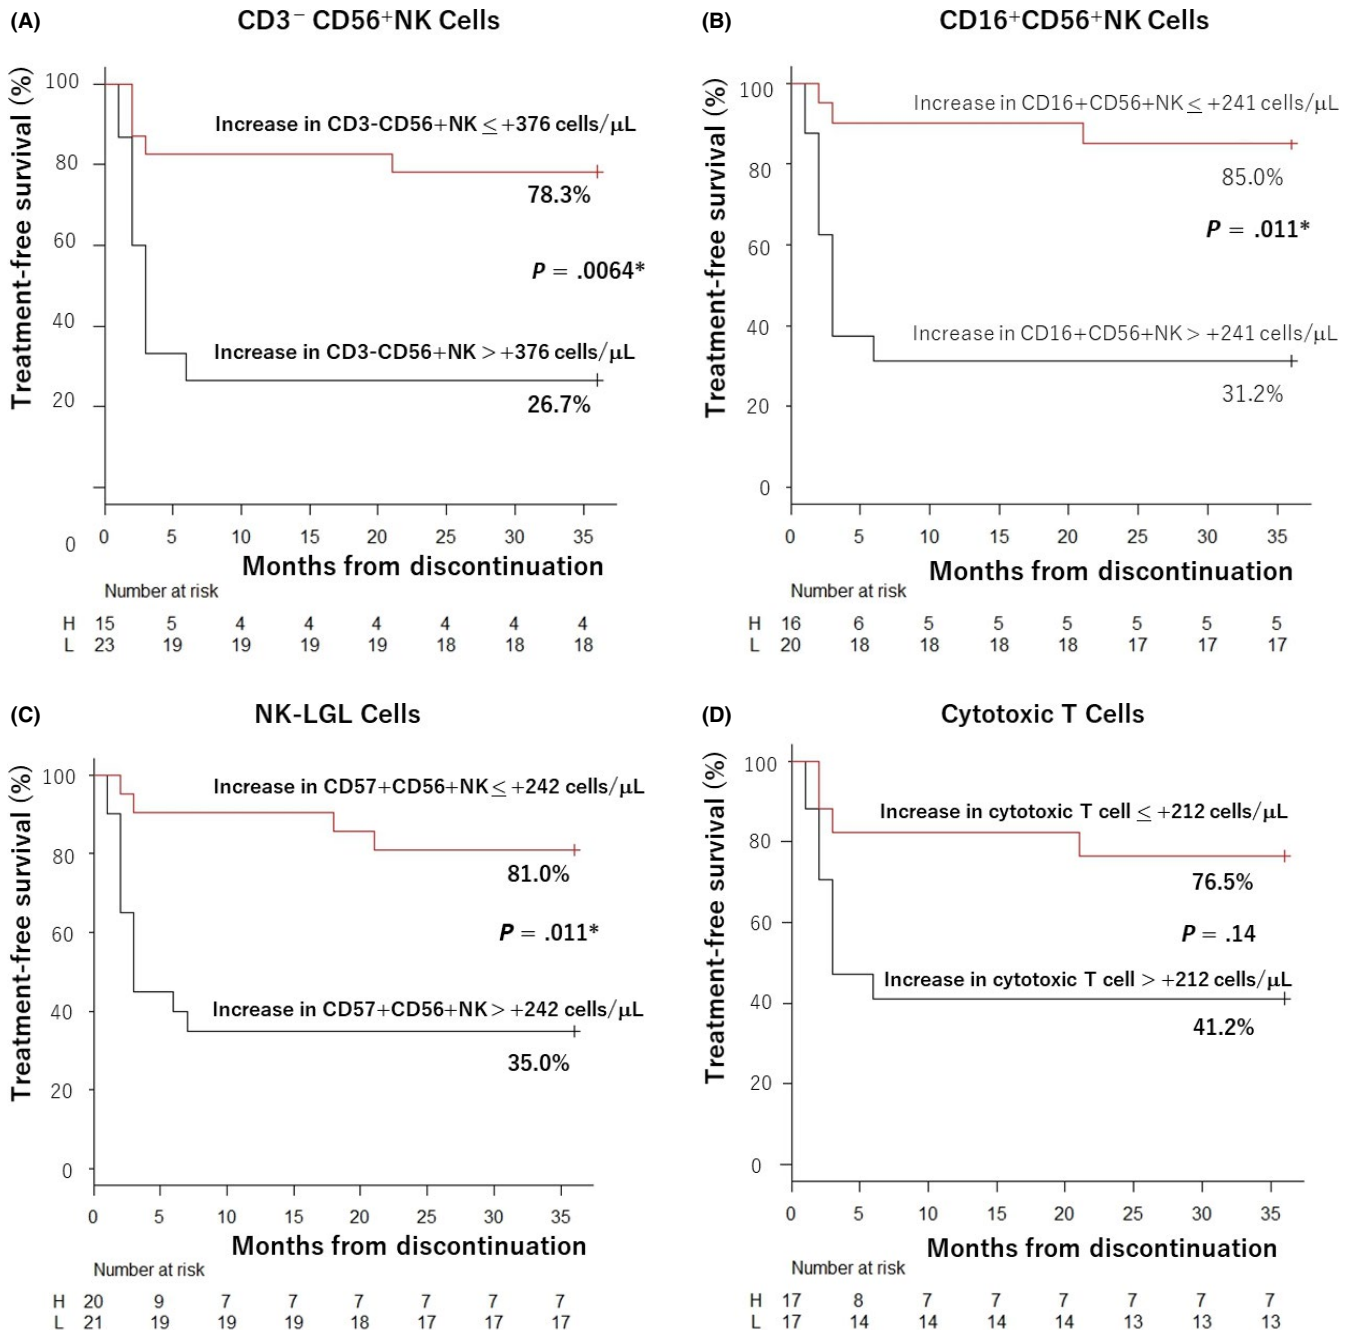 (A)
CD3⁻ CD56⁺NK Cells
Treatment-free survival (%)
100
80
60
40
20
0
Increase in CD3-CD56+NK ≤ +376 cells/μL
78.3%
P = .0064*
Increase in CD3-CD56+NK > +376 cells/μL
26.7%
0 5 10 15 20 25 30 35
Months from discontinuation
Number at risk
H 15 5 4 4 4 4 4 4
L 23 19 19 19 19 18 18 18
(B)
CD16⁺CD56⁺NK Cells
Treatment-free survival (%)
100
80
60
40
20
0
Increase in CD16+CD56+NK ≤ +241 cells/μL
85.0%
P = .011*
Increase in CD16+CD56+NK > +241 cells/μL
31.2%
0 5 10 15 20 25 30 35
Months from discontinuation
Number at risk
H 16 6 5 5 5 5 5 5
L 20 18 18 18 18 17 17 17
(C)
NK-LGL Cells
Treatment-free survival (%)
100
80
60
40
20
0
Increase in CD57+CD56+NK ≤ +242 cells/μL
81.0%
P = .011*
Increase in CD57+CD56+NK > +242 cells/μL
35.0%
0 5 10 15 20 25 30 35
Months from discontinuation
Number at risk
H 20 9 7 7 7 7 7 7
L 21 19 19 19 18 17 17 17
(D)
Cytotoxic T Cells
Treatment-free survival (%)
100
80
60
40
20
0
Increase in cytotoxic T cell ≤ +212 cells/μL
76.5%
P = .14
Increase in cytotoxic T cell > +212 cells/μL
41.2%
0 5 10 15 20 25 30 35
Months from discontinuation
Number at risk
H 17 8 7 7 7 7 7 7
L 17 14 14 14 14 13 13 13